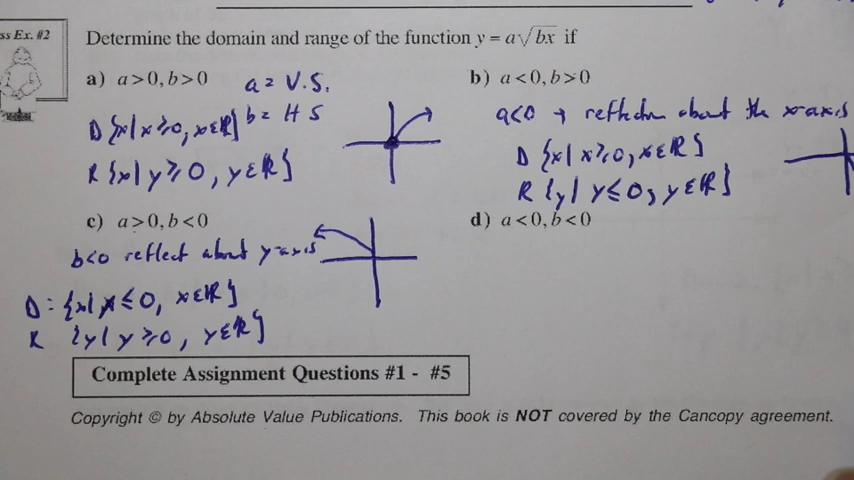 ss Ex. #2
Determine the domain and range of the function y = a√bx if
a) a > 0, b > 0
a = V.S.
b = H S
D {x| x ≥ 0, x ∈ ℝ}
R {x| y ≥ 0, y ∈ ℝ}
b) a < 0, b > 0
a<0 → reflection about the x-axis
D {x| x ≥ 0, x ∈ ℝ}
R {y| y ≤ 0, y ∈ ℝ}
c) a > 0, b < 0
b<0 reflect about y-axis
D: {x| x ≤ 0, x ∈ ℝ}
R {y| y ≥ 0, y ∈ ℝ}
d) a < 0, b < 0
Complete Assignment Questions #1 - #5
Copyright © by Absolute Value Publications. This book is NOT covered by the Cancopy agreement.